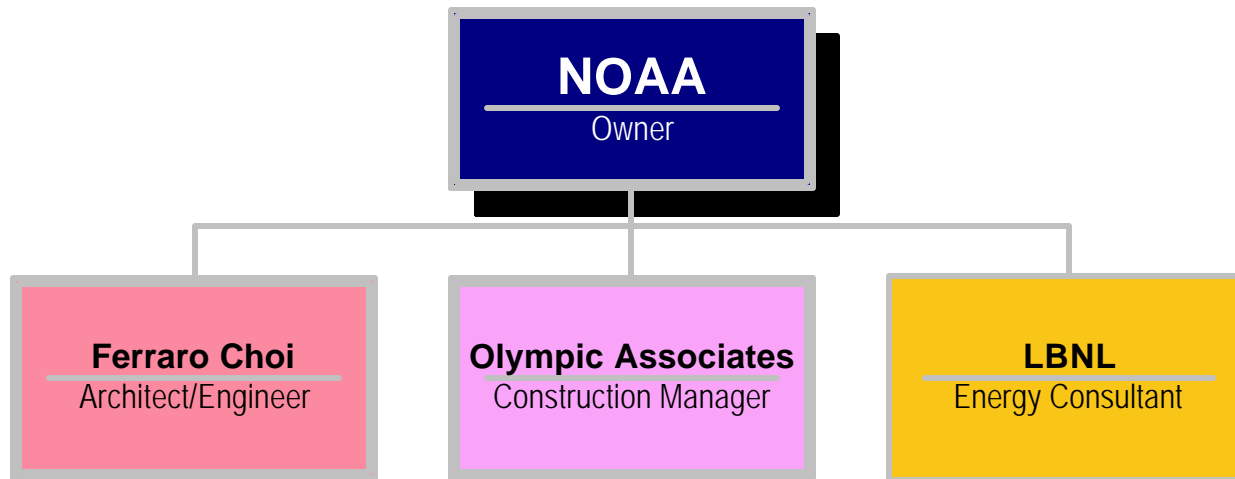 NOAA
Owner
Ferraro Choi
Architect/Engineer
Olympic Associates
Construction Manager
LBNL
Energy Consultant